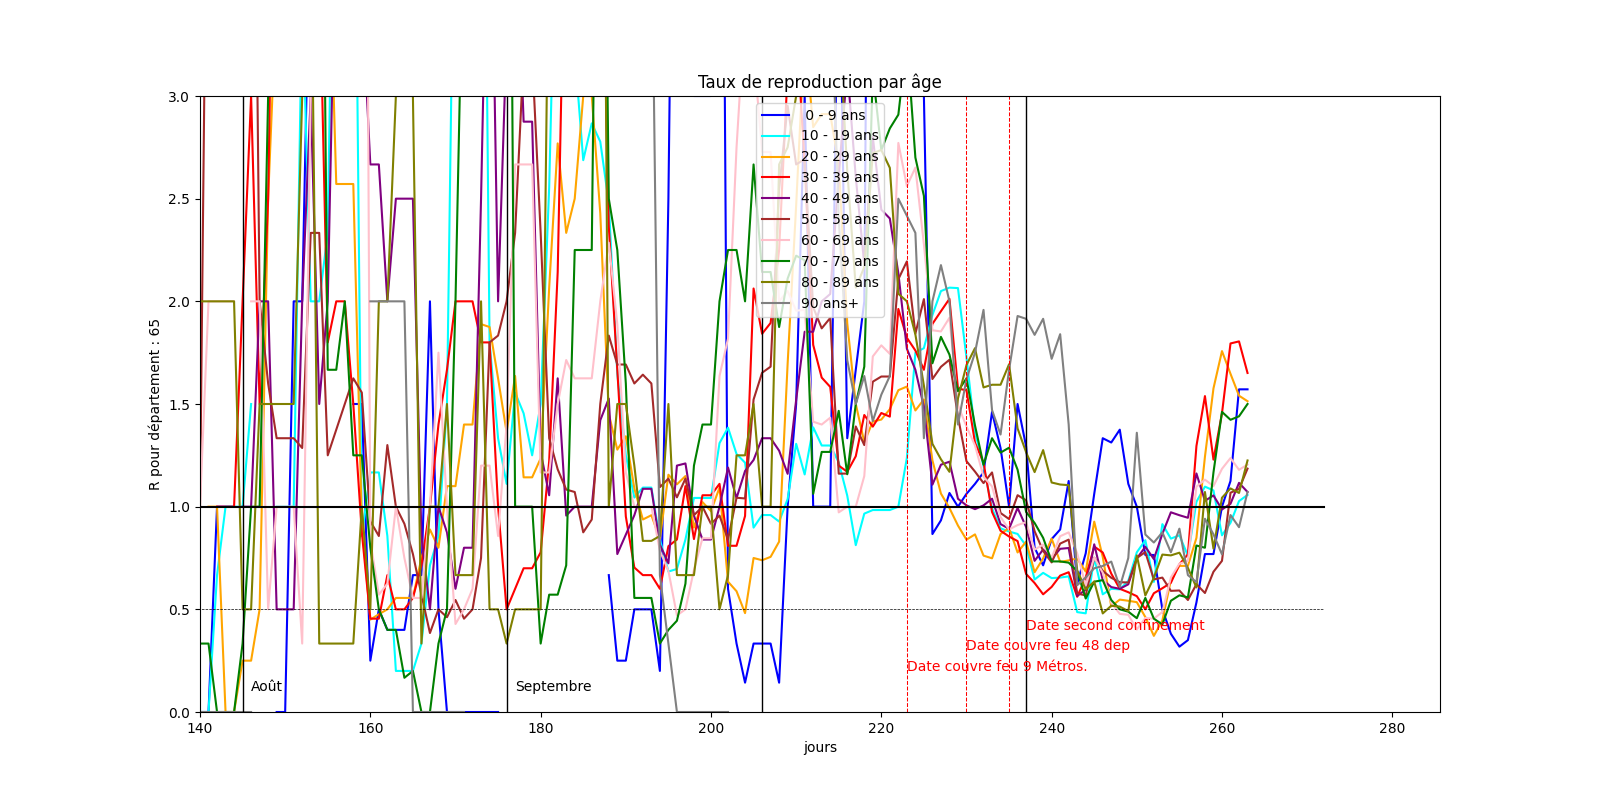 Taux de reproduction par âge
R pour département : 65
3.0
2.5
2.0
1.5
1.0
0.5
0.0
0 - 9 ans
10 - 19 ans
20 - 29 ans
30 - 39 ans
40 - 49 ans
50 - 59 ans
60 - 69 ans
70 - 79 ans
80 - 89 ans
90 ans+
Date second confinement
Date couvre feu 48 dep
Date couvre feu 9 Métros.
Août
Septembre
140 160 180 200 220 240 260 280
jours